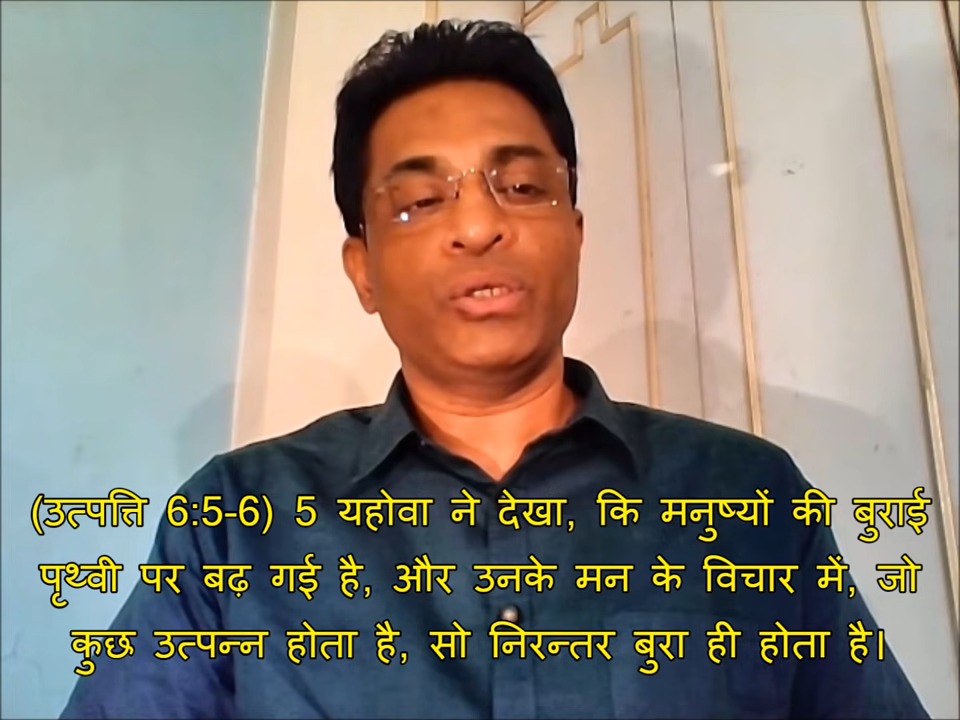 (उत्पत्ति 6:5-6) 5 यहोवा ने देखा, कि मनुष्यों की बुराई
पृथ्वी पर बढ़ गई है, और उनके मन के विचार में, जो
कुछ उत्पन्न होता है, सो निरन्तर बुरा ही होता है।